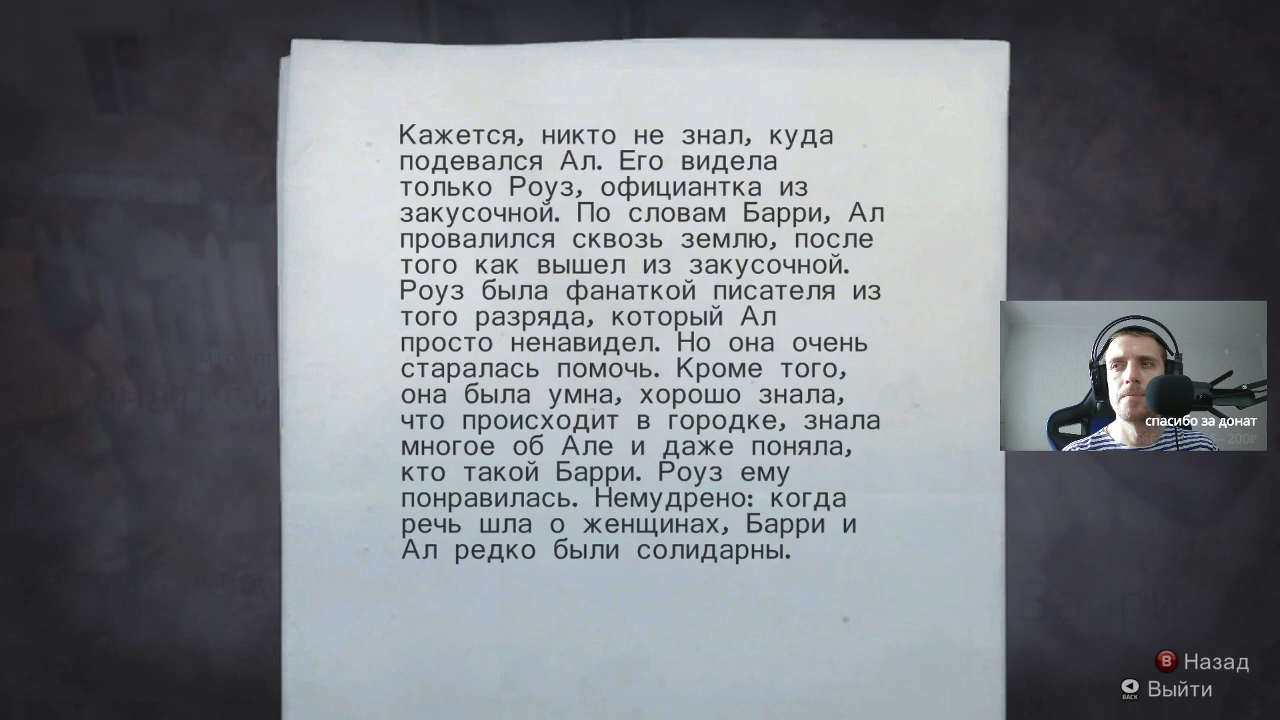 Кажется, никто не знал, куда
подевался Ал. Его видела
только Роуз, официантка из
закусочной. По словам Барри, Ал
провалился сквозь землю, после
того как вышел из закусочной.
Роуз была фанаткой писателя из
того разряда, который Ал
просто ненавидел. Но она очень
старалась помочь. Кроме того,
она была умна, хорошо знала,
что происходит в городке, знала
многое об Але и даже поняла,
кто такой Барри. Роуз ему
понравилась. Немудрено: когда
речь шла о женщинах, Барри и
Ал редко были солидарны.
спасибо за донат
- 200₽
B Назад
BACK Выйти